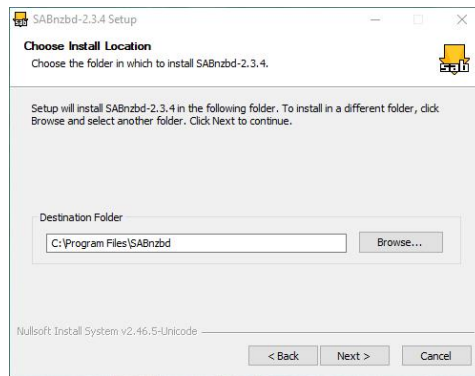 SABnzbd-2.3.4 Setup
Choose Install Location
Choose the folder in which to install SABnzbd-2.3.4.
sab
Setup will install SABnzbd-2.3.4 in the following folder. To install in a different folder, click
Browse and select another folder. Click Next to continue.
Destination Folder
C:\Program Files\SABnzbd
Browse...
Nullsoft Install System v2.46.5-Unicode
< Back
Next >
Cancel